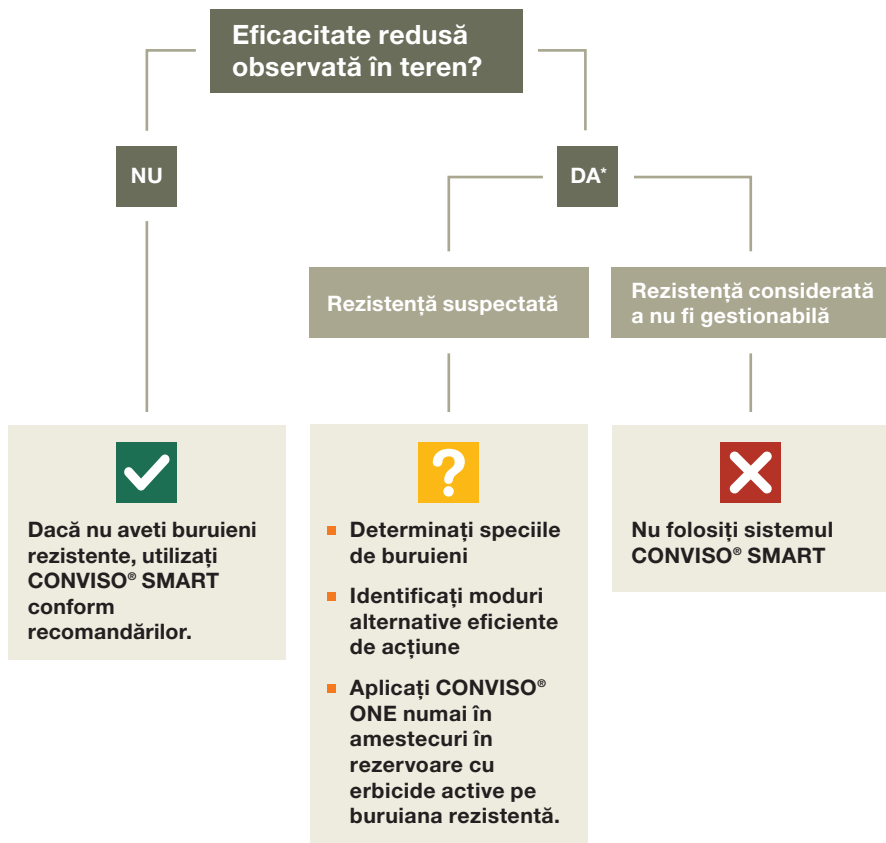 Eficacitate redusă
observată în teren?
NU
DA*
Rezistență suspectată
Rezistență considerată
a nu fi gestionabilă
Dacă nu aveti buruieni
rezistente, utilizați
CONVISO® SMART
conform
recomandărilor.
Determinați speciile
de buruieni
Identificați moduri
alternative eficiente
de acțiune
Aplicați CONVISO®
ONE numai în
amestecuri în
rezervoare cu
erbicide active pe
buruiana rezistentă.
Nu folosiți sistemul
CONVISO® SMART